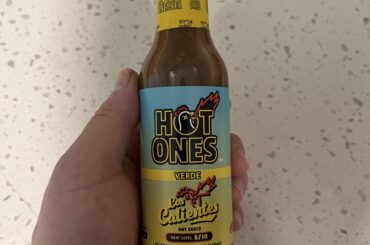 HOT
ONES
VERDE
Los
Calientes
HOT SAUCE
HEAT LEVEL 5/10